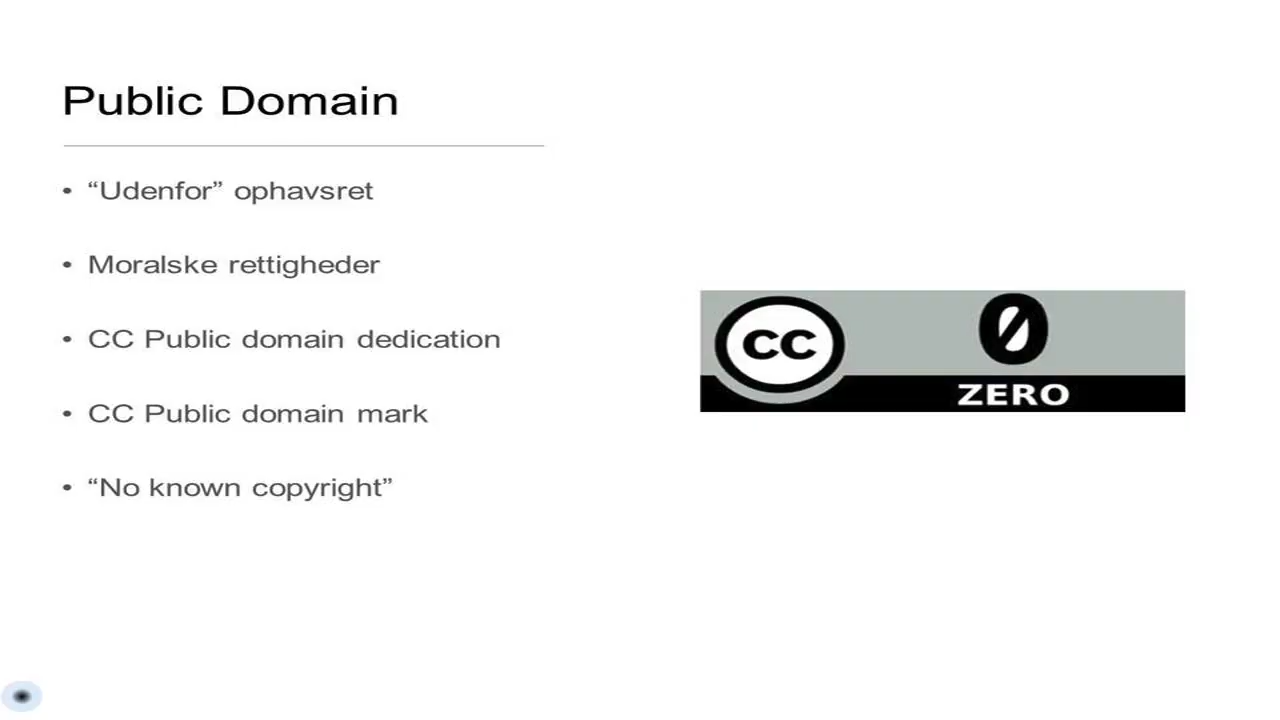 Public Domain
• “Udenfor” ophavsret
• Moralske rettigheder
• CC Public domain dedication
• CC Public domain mark
• “No known copyright”
CC 0
ZERO